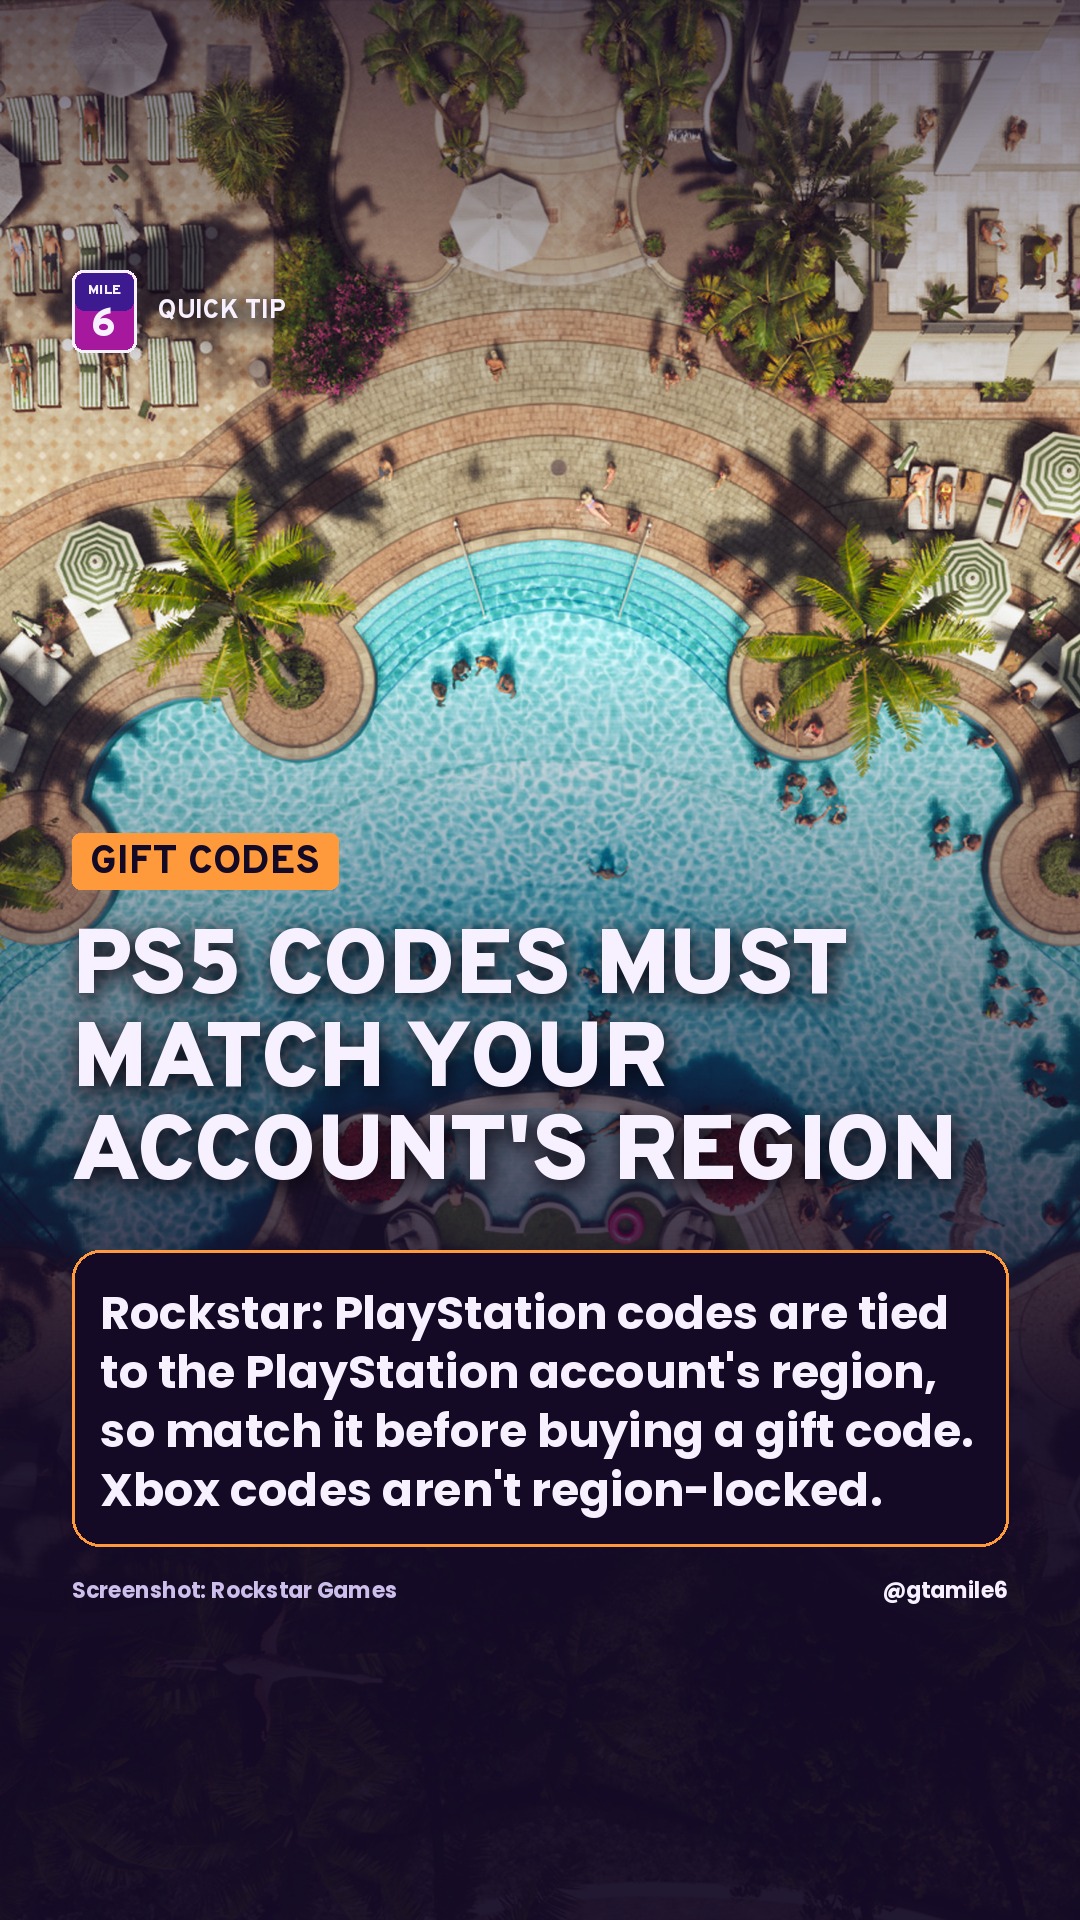 MILE
6
QUICK TIP
GIFT CODES
PS5 CODES MUST
MATCH YOUR
ACCOUNT'S REGION
Rockstar: PlayStation codes are tied
to the PlayStation account's region,
so match it before buying a gift code.
Xbox codes aren't region-locked.
Screenshot: Rockstar Games
@gtamile6